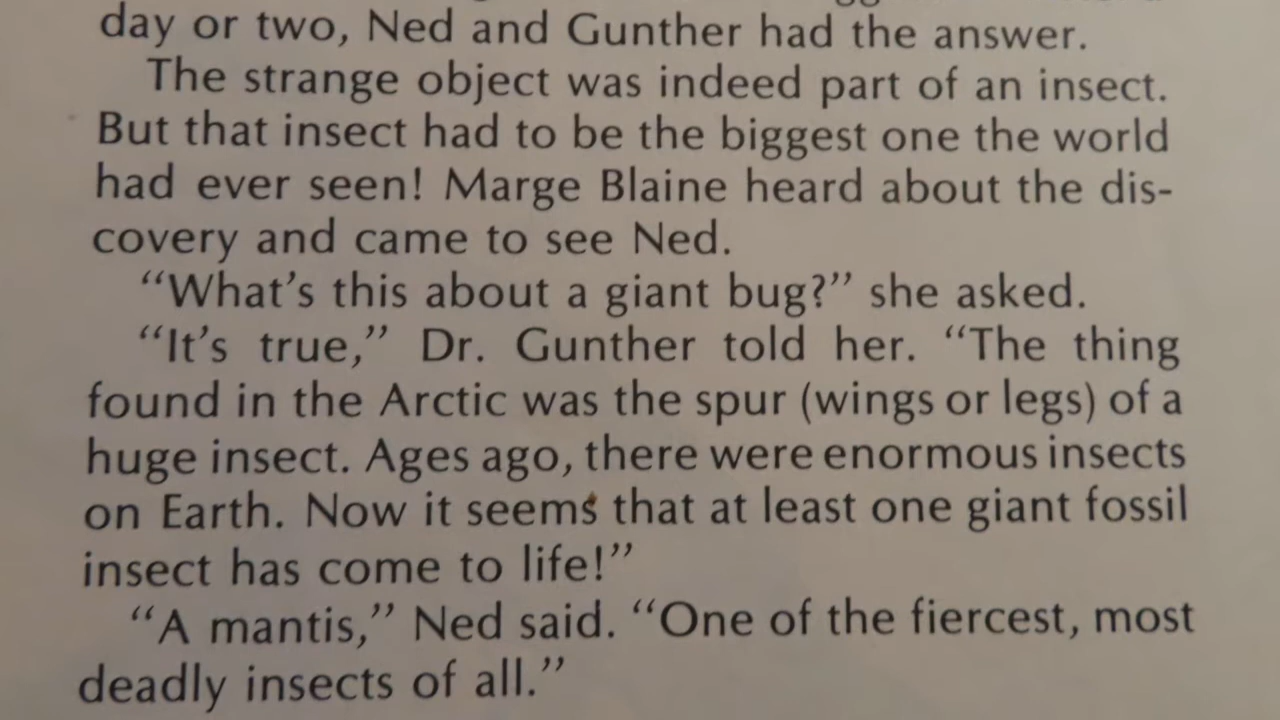 day or two, Ned and Gunther had the answer.
The strange object was indeed part of an insect.
But that insect had to be the biggest one the world
had ever seen! Marge Blaine heard about the dis-
covery and came to see Ned.
“What’s this about a giant bug?” she asked.
“It’s true,” Dr. Gunther told her. “The thing
found in the Arctic was the spur (wings or legs) of a
huge insect. Ages ago, there were enormous insects
on Earth. Now it seems that at least one giant fossil
insect has come to life!”
“A mantis,” Ned said. “One of the fiercest, most
deadly insects of all.”